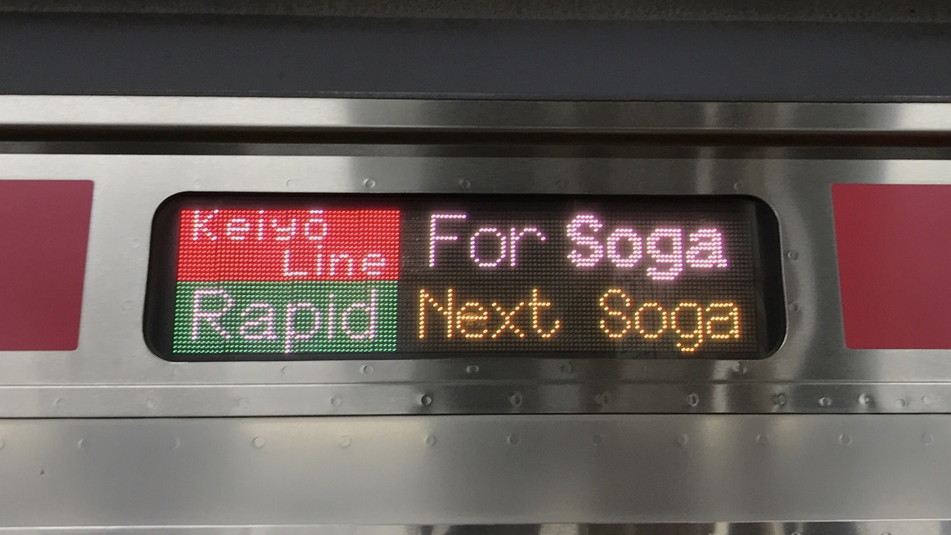 Keiyō
Line
Rapid
For Soga
Next Soga